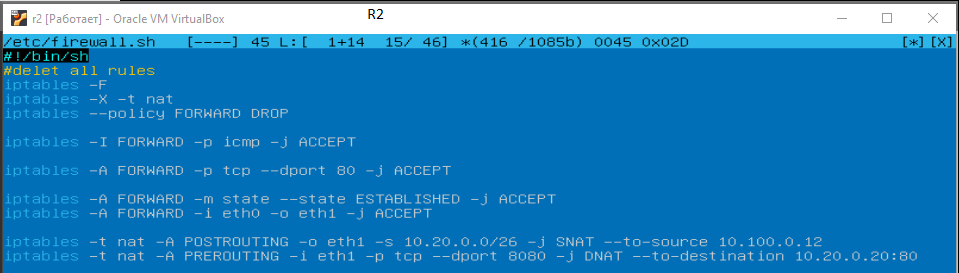 r2 [Работает] - Oracle VM VirtualBox
R2
/etc/firewall.sh [----] 45 L:[ 1+14 15/ 46] *(416 /1085b) 0045 0x02D [*][X]
#!/bin/sh
#delet all rules
iptables -F
iptables -X -t nat
iptables --policy FORWARD DROP
iptables -I FORWARD -p icmp -j ACCEPT
iptables -A FORWARD -p tcp --dport 80 -j ACCEPT
iptables -A FORWARD -m state --state ESTABLISHED -j ACCEPT
iptables -A FORWARD -i eth0 -o eth1 -j ACCEPT
iptables -t nat -A POSTROUTING -o eth1 -s 10.20.0.0/26 -j SNAT --to-source 10.100.0.12
iptables -t nat -A PREROUTING -i eth1 -p tcp --dport 8080 -j DNAT --to-destination 10.20.0.20:80